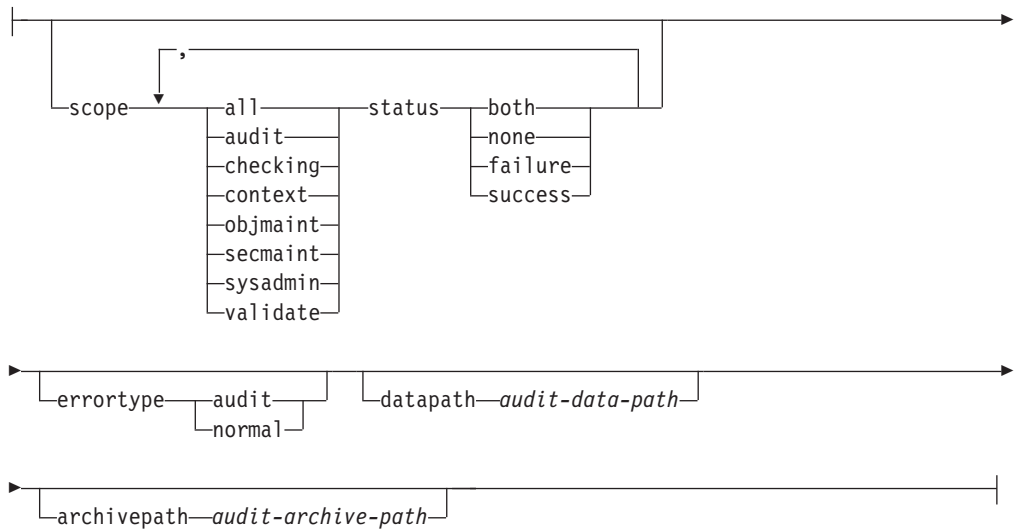 ,
scope all status both
audit none
checking failure
context success
objmaint
secmaint
sysadmin
validate
errortype audit datapath audit-data-path
normal
archivepath audit-archive-path